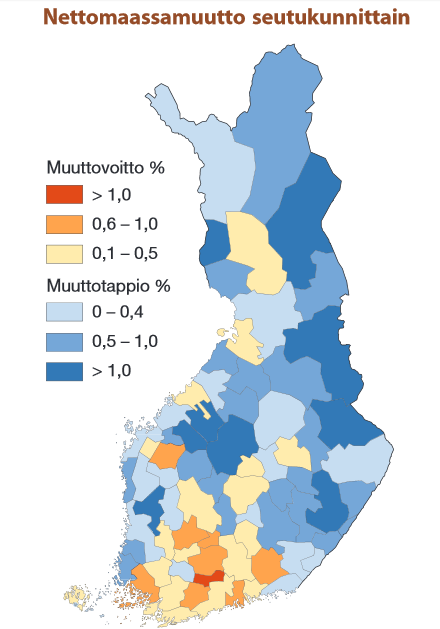 Nettomaassamuutto seutukunnittain
Muuttovoitto %
> 1,0
0,6 – 1,0
0,1 – 0,5
Muuttotappio %
0 – 0,4
0,5 – 1,0
> 1,0